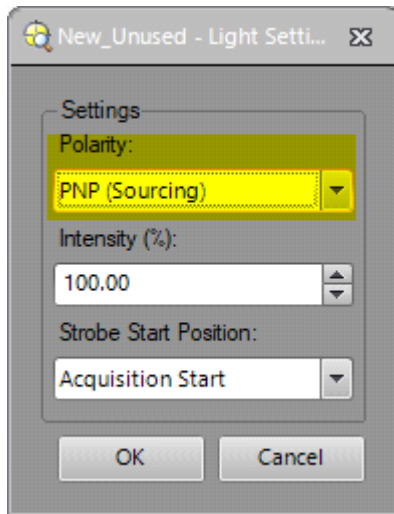 New_Unused - Light Setti...
Settings
Polarity:
PNP (Sourcing)
Intensity (%):
100.00
Strobe Start Position:
Acquisition Start
OK Cancel